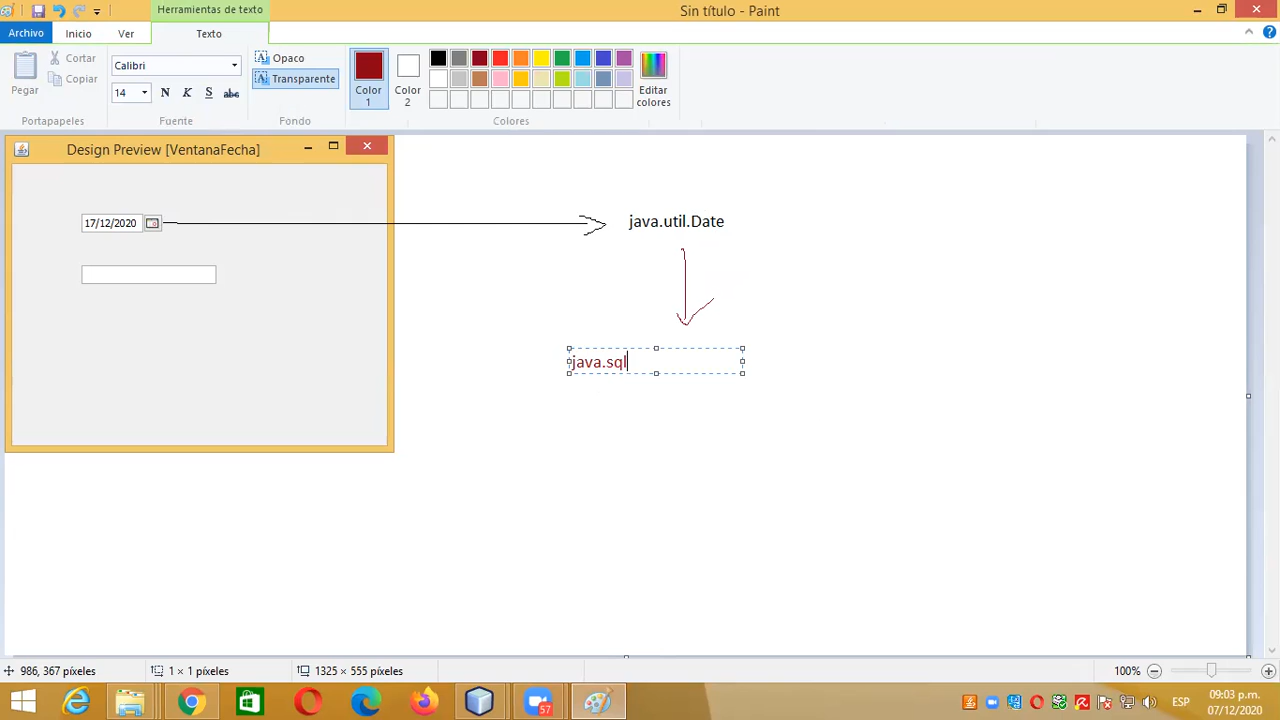 Herramientas de texto
Sin título - Paint
Archivo
Inicio
Ver
Texto
Pegar
Cortar
Copiar
Portapapeles
Calibri
14
N
K
S
abc
Fuente
Opaco
Transparente
Fondo
Color
1
Color
2
Editar
colores
Colores
Design Preview [VentanaFecha]
17/12/2020
java.util.Date
java.sql
986, 367 píxeles
1 × 1 píxeles
1325 × 555 píxeles
100%
57
ESP
09:03 p.m.
07/12/2020